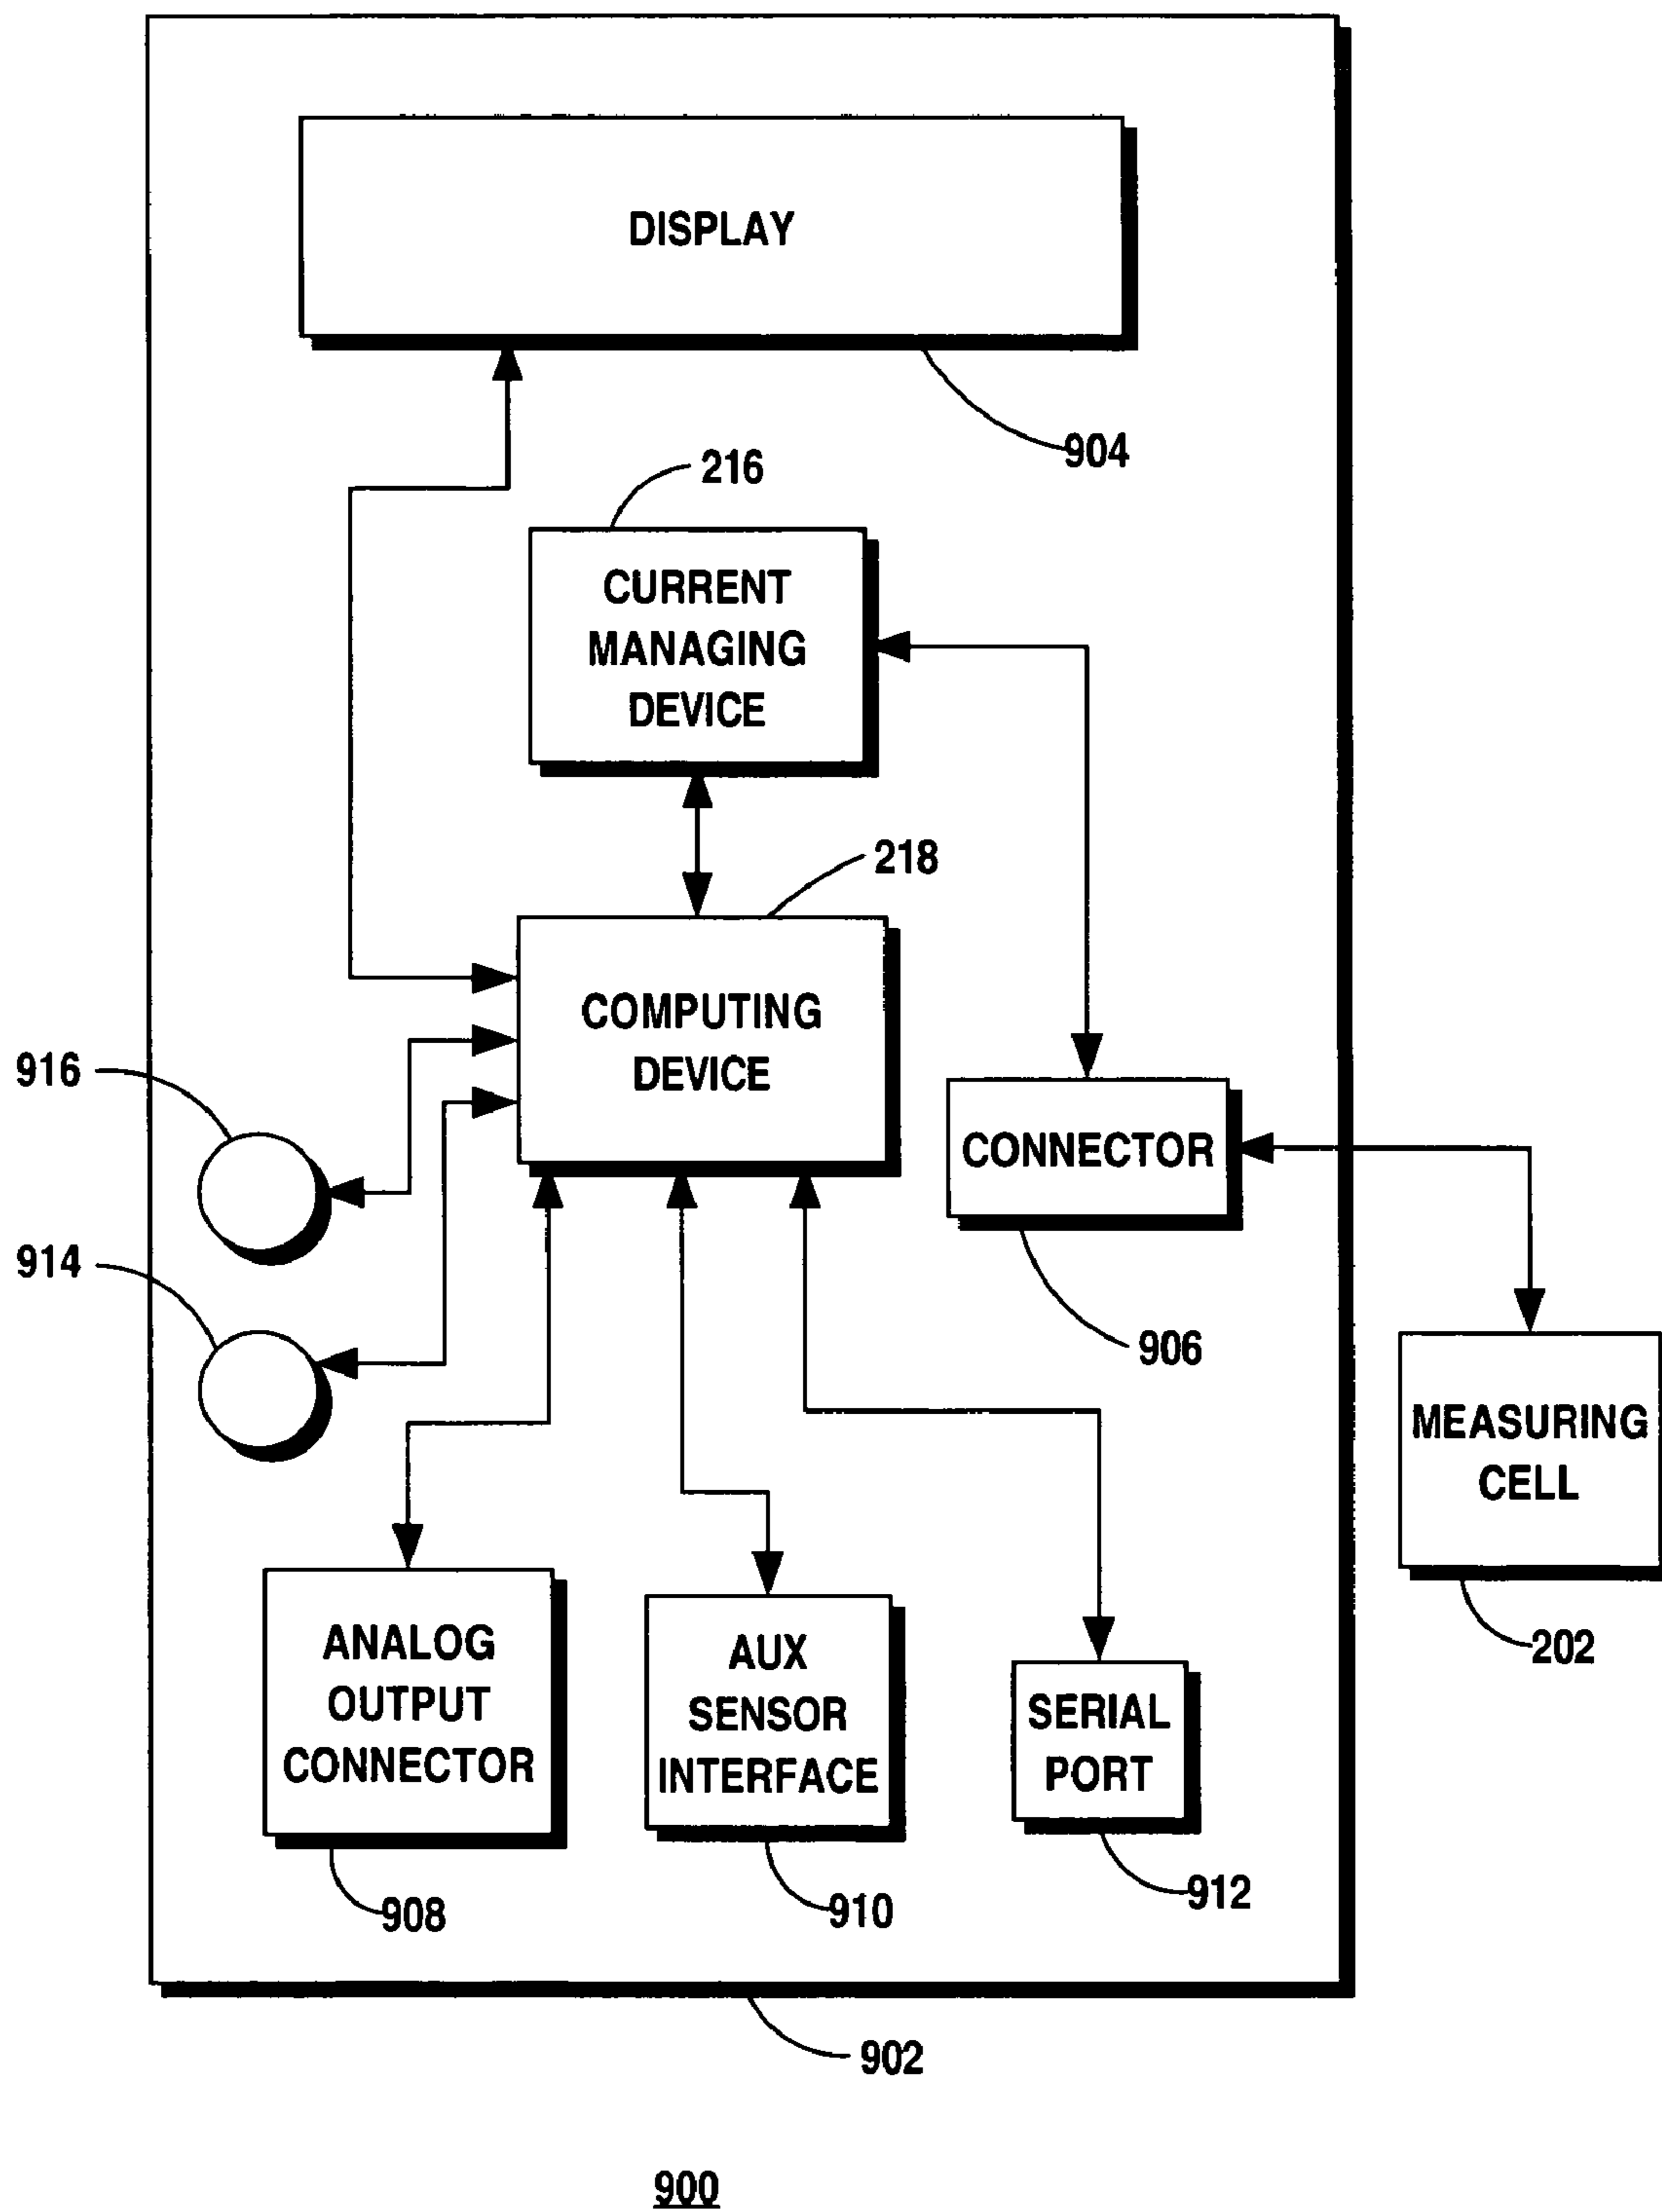 DISPLAY
904
216
CURRENT
MANAGING
DEVICE
218
COMPUTING
DEVICE
916
CONNECTOR
914
906
MEASURING
CELL
202
ANALOG
OUTPUT
CONNECTOR
908
AUX
SENSOR
INTERFACE
910
SERIAL
PORT
912
902
900